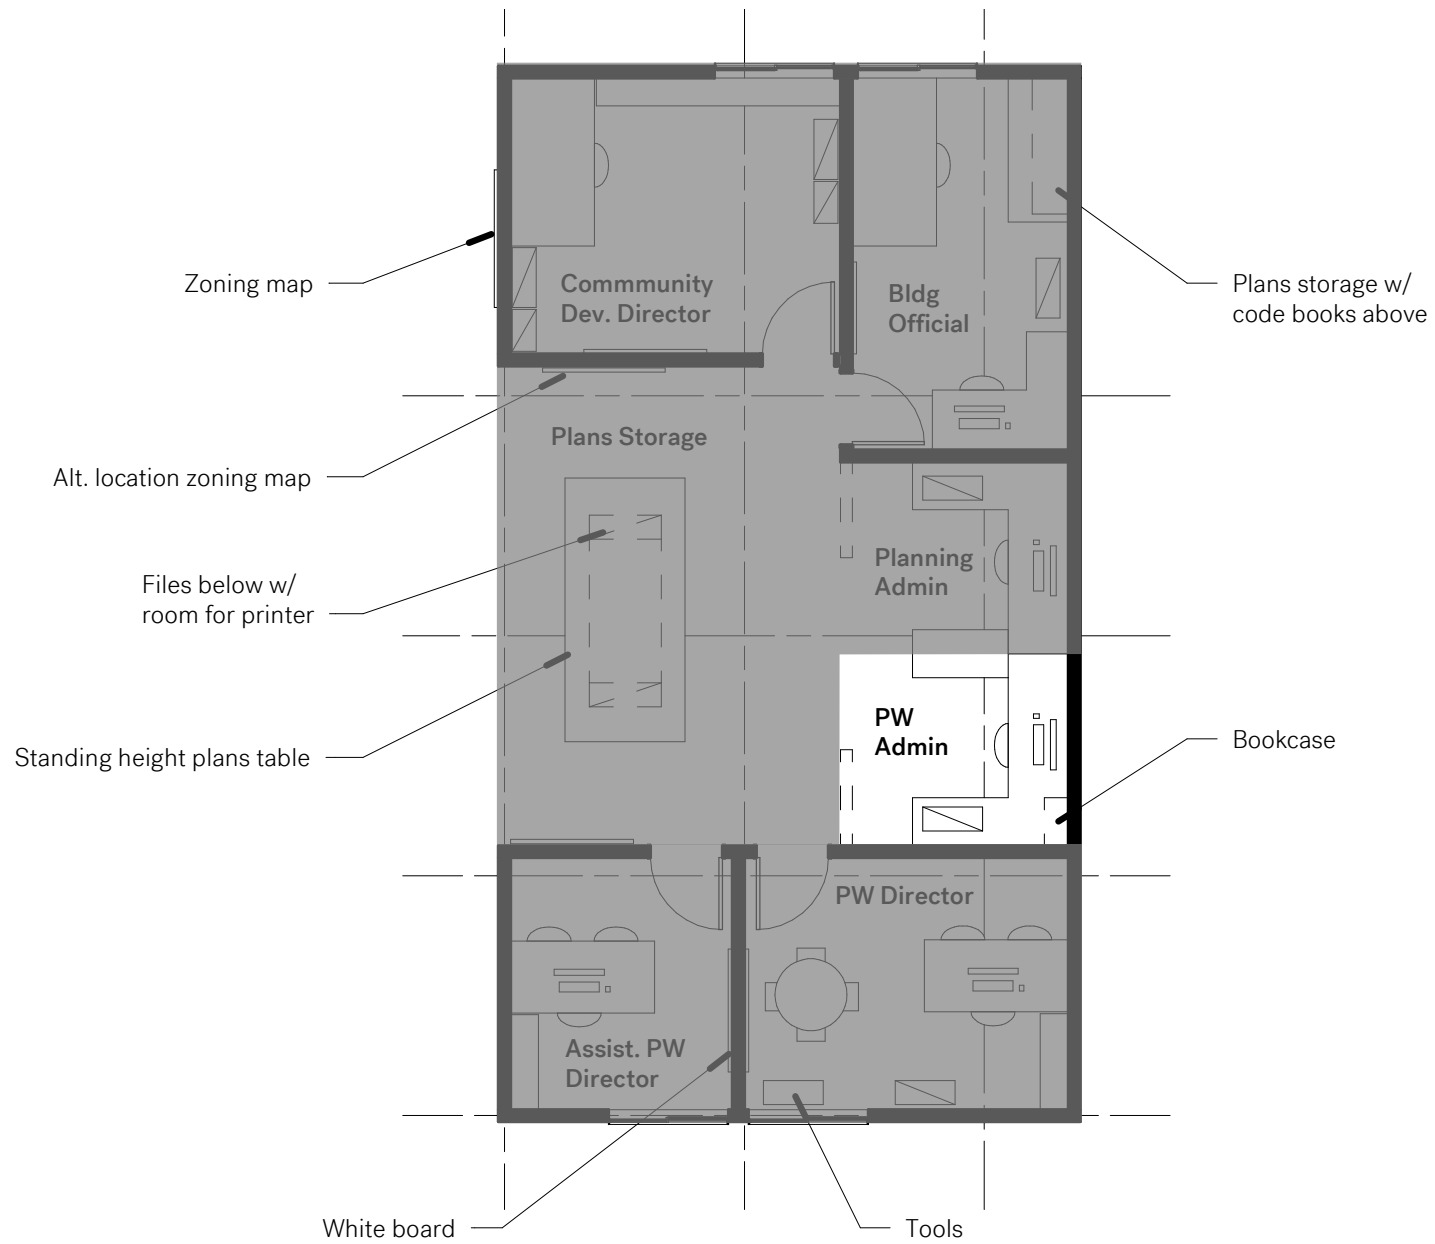 Zoning map
Commmunity
Dev. Director
Bldg
Official
Plans storage w/
code books above
Plans Storage
Alt. location zoning map
Files below w/
room for printer
Planning
Admin
Standing height plans table
PW
Admin
Bookcase
PW Director
Assist. PW
Director
White board
Tools